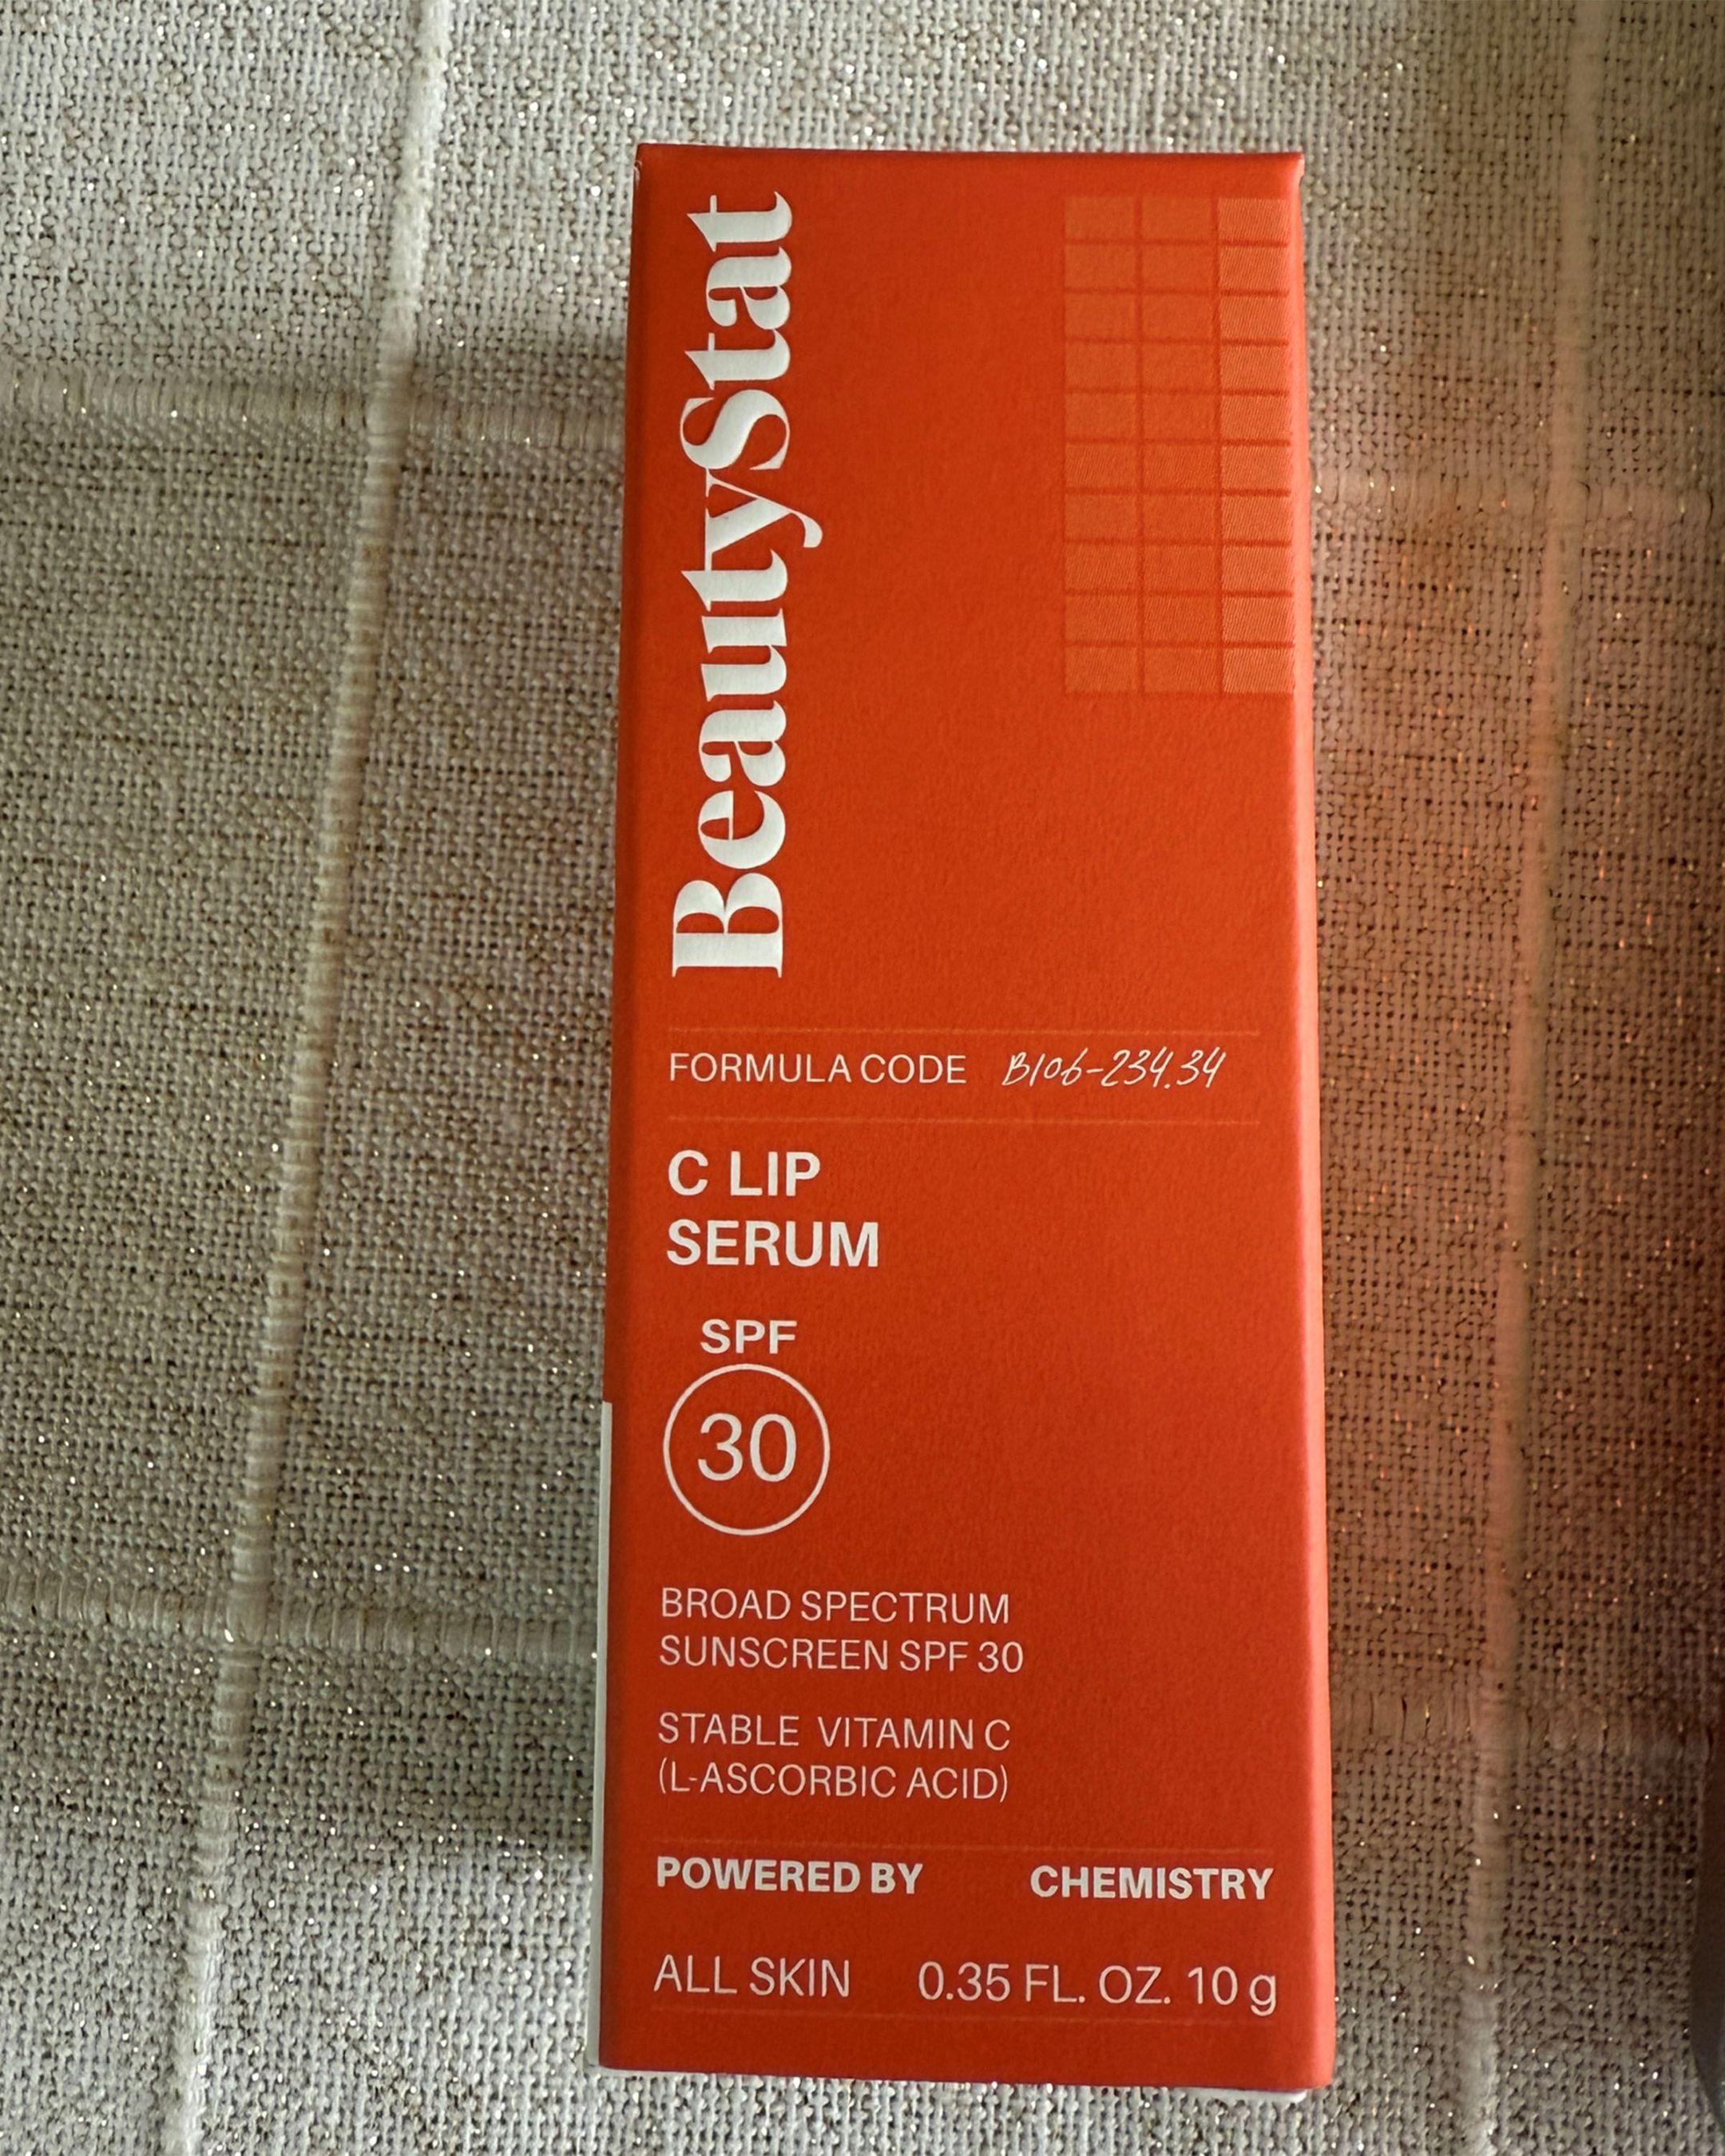 BeautyStat
FORMULA CODE B106-234.34
C LIP
SERUM
SPF
30
BROAD SPECTRUM
SUNSCREEN SPF 30
STABLE VITAMIN C
(L-ASCORBIC ACID)
POWERED BY CHEMISTRY
ALL SKIN 0.35 FL. OZ. 10 g